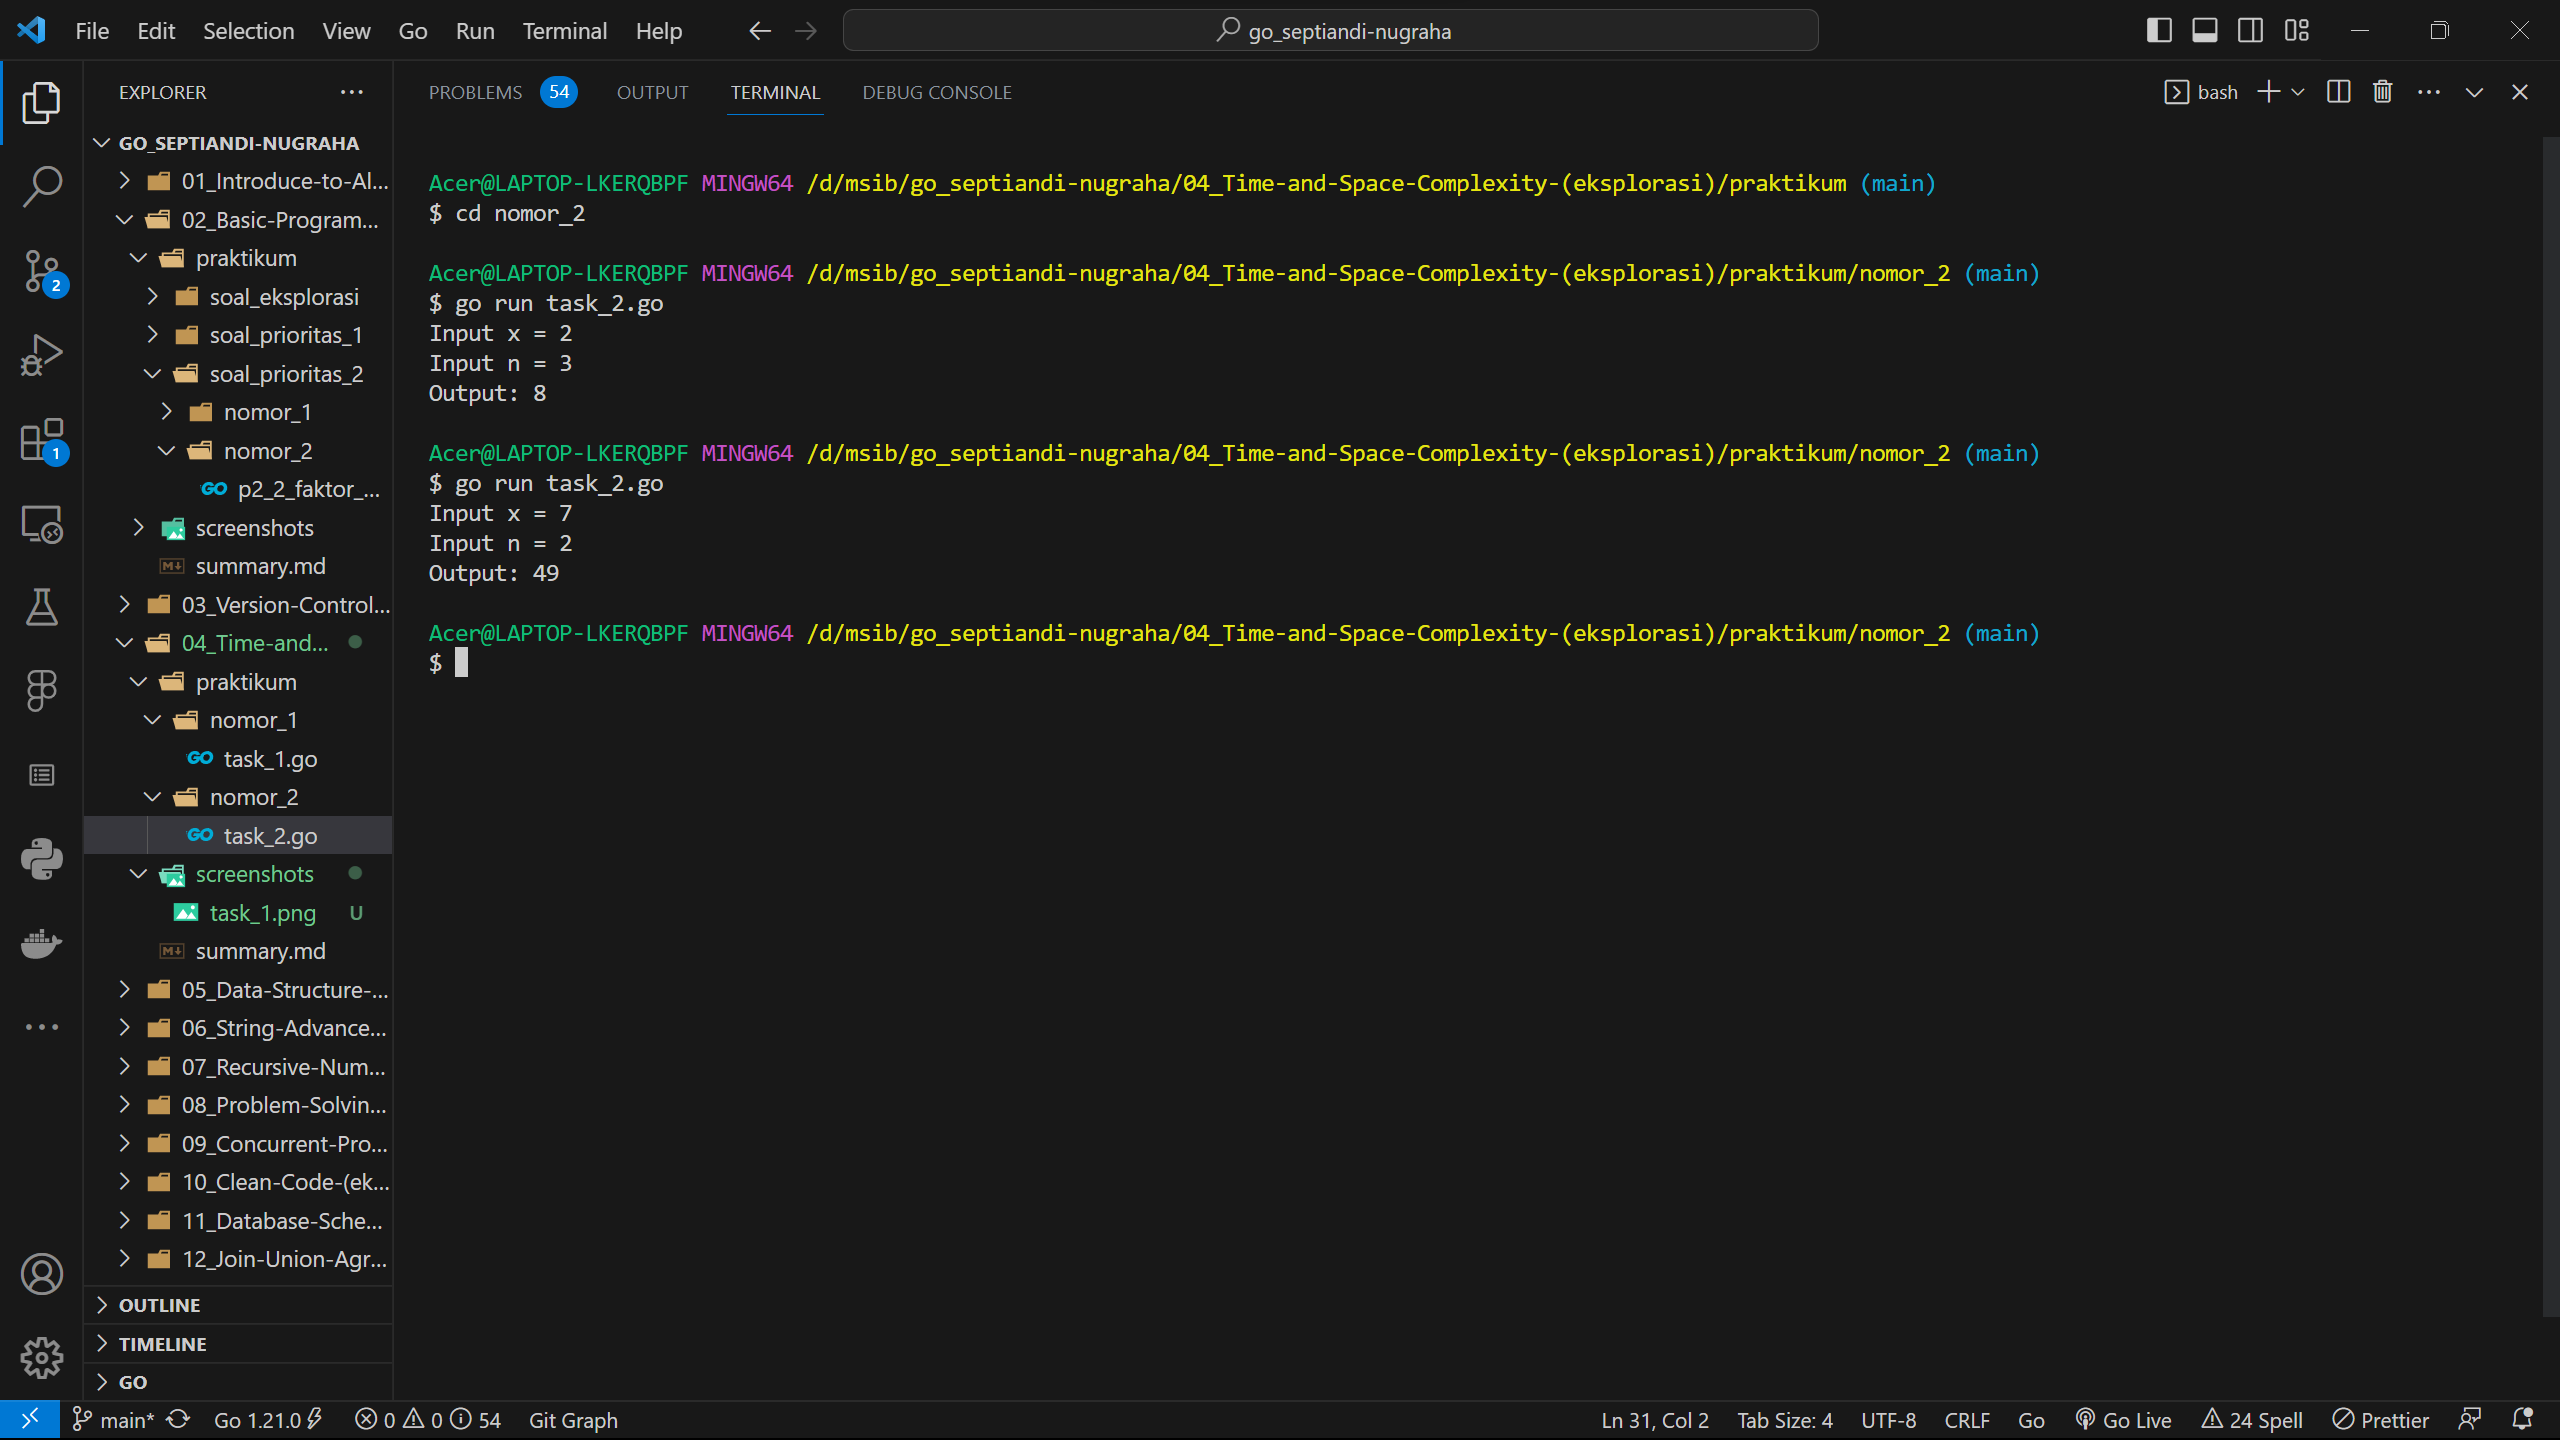 File Edit Selection View Go Run Terminal Help
go_septiandi-nugraha
EXPLORER
GO_SEPTIANDI-NUGRAHA
01_Introduce-to-Al...
02_Basic-Program...
praktikum
soal_eksplorasi
soal_prioritas_1
soal_prioritas_2
nomor_1
nomor_2
GO p2_2_faktor_...
screenshots
summary.md
03_Version-Control...
04_Time-and...
praktikum
nomor_1
GO task_1.go
nomor_2
GO task_2.go
screenshots
task_1.png U
summary.md
05_Data-Structure-...
06_String-Advance...
07_Recursive-Num...
08_Problem-Solvin...
09_Concurrent-Pro...
10_Clean-Code-(ek...
11_Database-Sche...
12_Join-Union-Agr...
OUTLINE
TIMELINE
GO
2
1
PROBLEMS 54 OUTPUT TERMINAL DEBUG CONSOLE
bash
Acer@LAPTOP-LKERQBPF MINGW64 /d/msib/go_septiandi-nugraha/04_Time-and-Space-Complexity-(eksplorasi)/praktikum (main)
$ cd nomor_2
Acer@LAPTOP-LKERQBPF MINGW64 /d/msib/go_septiandi-nugraha/04_Time-and-Space-Complexity-(eksplorasi)/praktikum/nomor_2 (main)
$ go run task_2.go
Input x = 2
Input n = 3
Output: 8
Acer@LAPTOP-LKERQBPF MINGW64 /d/msib/go_septiandi-nugraha/04_Time-and-Space-Complexity-(eksplorasi)/praktikum/nomor_2 (main)
$ go run task_2.go
Input x = 7
Input n = 2
Output: 49
Acer@LAPTOP-LKERQBPF MINGW64 /d/msib/go_septiandi-nugraha/04_Time-and-Space-Complexity-(eksplorasi)/praktikum/nomor_2 (main)
$
main* Go 1.21.0 0 0 54 Git Graph Ln 31, Col 2 Tab Size: 4 UTF-8 CRLF Go Go Live 24 Spell Prettier